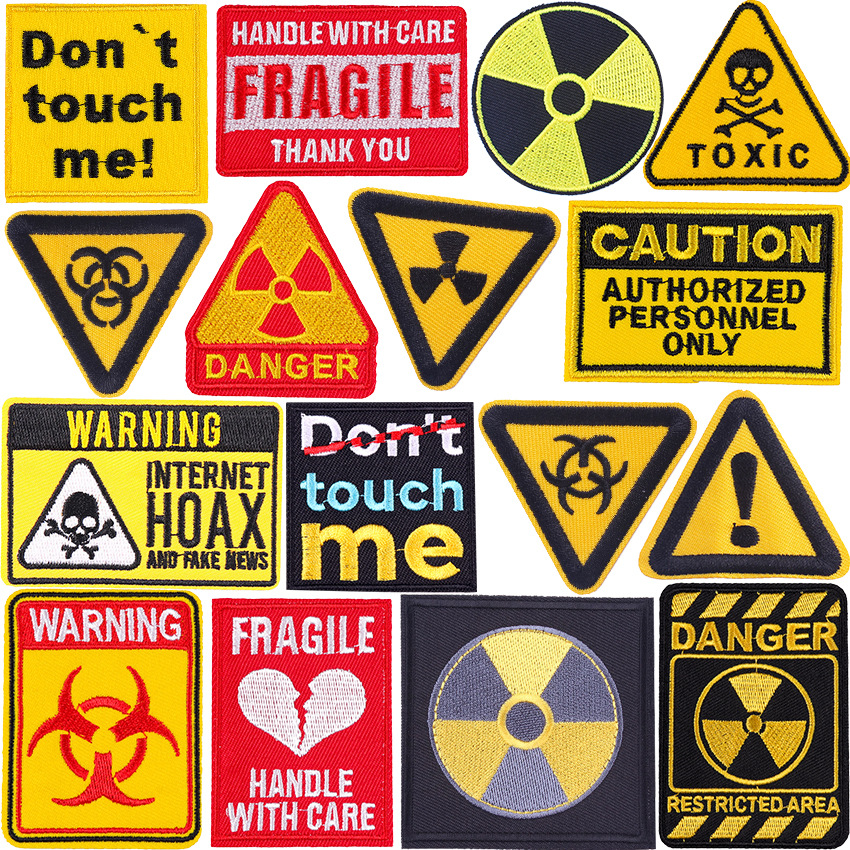 Don`t
touch
me!
HANDLE WITH CARE
FRAGILE
THANK YOU
TOXIC
DANGER
CAUTION
AUTHORIZED
PERSONNEL
ONLY
WARNING
INTERNET
HOAX
AND FAKE NEWS
Don't
touch
me
WARNING
FRAGILE
HANDLE
WITH CARE
DANGER
RESTRICTED AREA